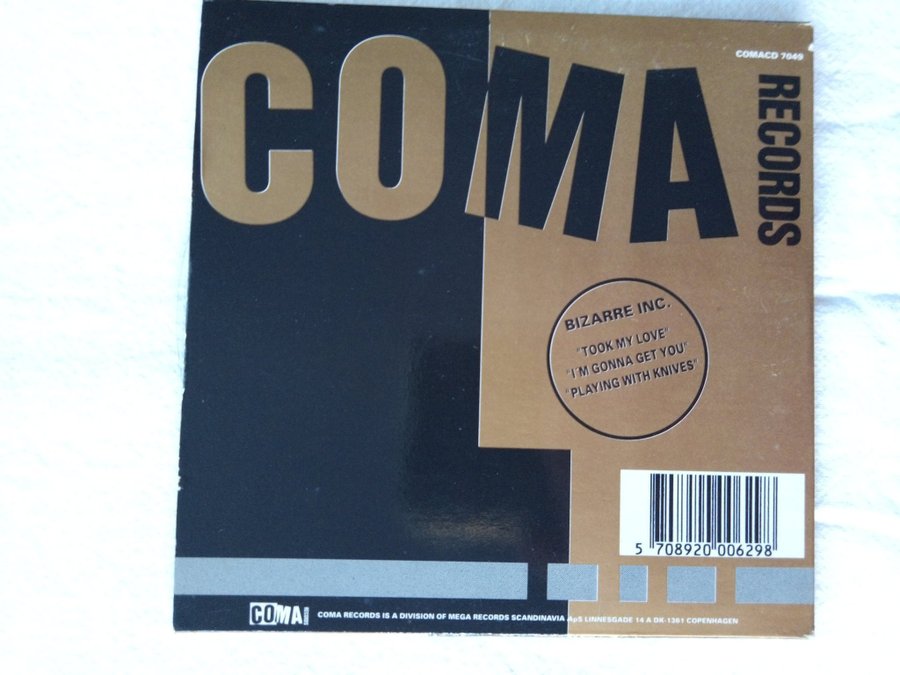 COMA
COMACD 7049
RECORDS
BIZARRE INC.
"TOOK MY LOVE"
"I'M GONNA GET YOU"
"PLAYING WITH KNIVES"
5 708920 006298
COMA
COMA RECORDS IS A DIVISION OF MEGA RECORDS SCANDINAVIA ApS LINNESGADE 14 A DK-1361 COPENHAGEN